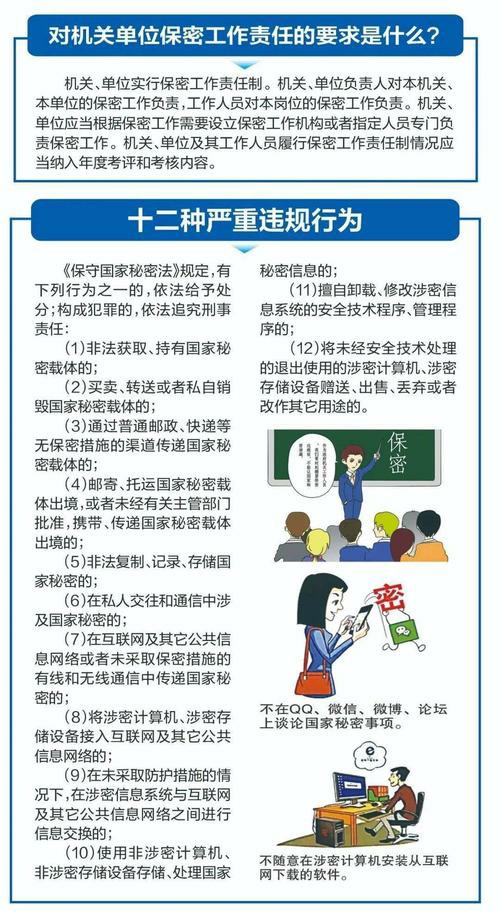 对机关单位保密工作责任的要求是什么?
机关、单位实行保密工作责任制。机关、单位负责人对本机关、
本单位的保密工作负责,工作人员对本岗位的保密工作负责。机关、
单位应当根据保密工作需要设立保密工作机构或者指定人员专门负
责保密工作。机关、单位及其工作人员履行保密工作责任制情况应
当纳入年度考评和考核内容。
十二种严重违规行为
《保守国家秘密法》规定,有
下列行为之一的,依法给予处
分;构成犯罪的,依法追究刑事
责任:
(1)非法获取、持有国家秘
密载体的;
(2)买卖、转送或者私自销
毁国家秘密载体的;
(3)通过普通邮政、快递等
无保密措施的渠道传递国家秘
密载体的;
(4)邮寄、托运国家秘密载
体出境,或者未经有关主管部门
批准,携带、传递国家秘密载体
出境的;
(5)非法复制、记录、存储国
家秘密的;
(6)在私人交往和通信中涉
及国家秘密的;
(7)在互联网及其它公共信
息网络或者未采取保密措施的
有线和无线通信中传递国家秘
密的;
(8)将涉密计算机、涉密存
储设备接入互联网及其它公共
信息网络的;
(9)在未采取防护措施的情
况下,在涉密信息系统与互联网
及其它公共信息网络之间进行
信息交换的;
(10)使用非涉密计算机、
非涉密存储设备存储、处理国家
秘密信息的;
(11)擅自卸载、修改涉密信
息系统的安全技术程序、管理程
序的;
(12)将未经安全技术处理
的退出使用的涉密计算机、涉密
存储设备赠送、出售、丢弃或者
改作其它用途的。
保密
密
不在QQ、微信、微博、论坛
上谈论国家秘密事项。
不随意在涉密计算机安装从互联
网下载的软件。